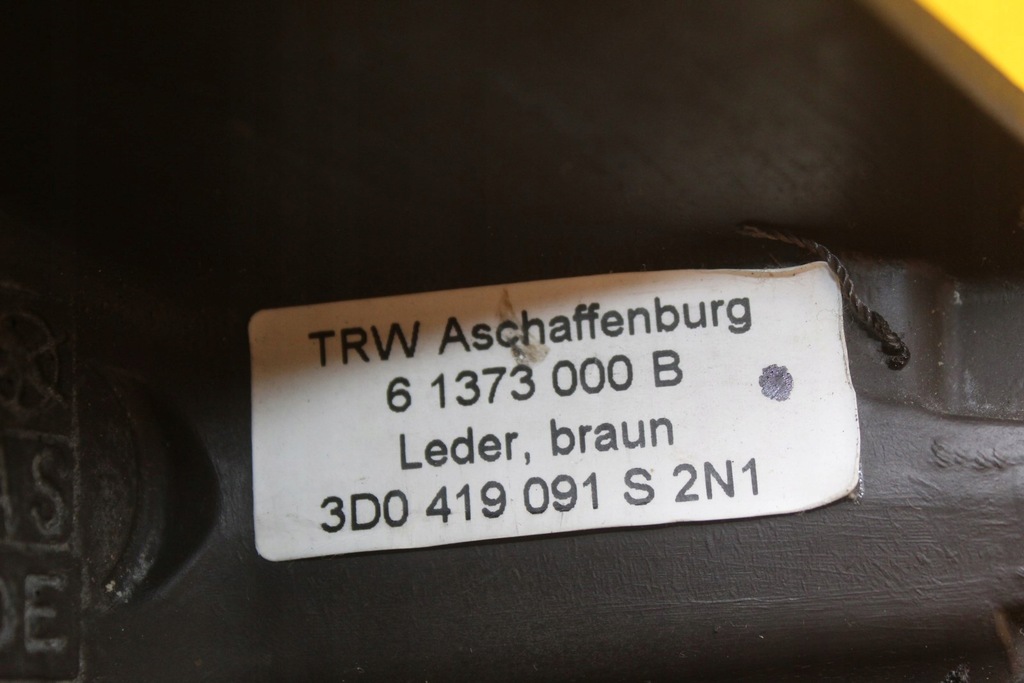 TRW Aschaffenburg
6 1373 000 B
Leder, braun
3D0 419 091 S 2N1